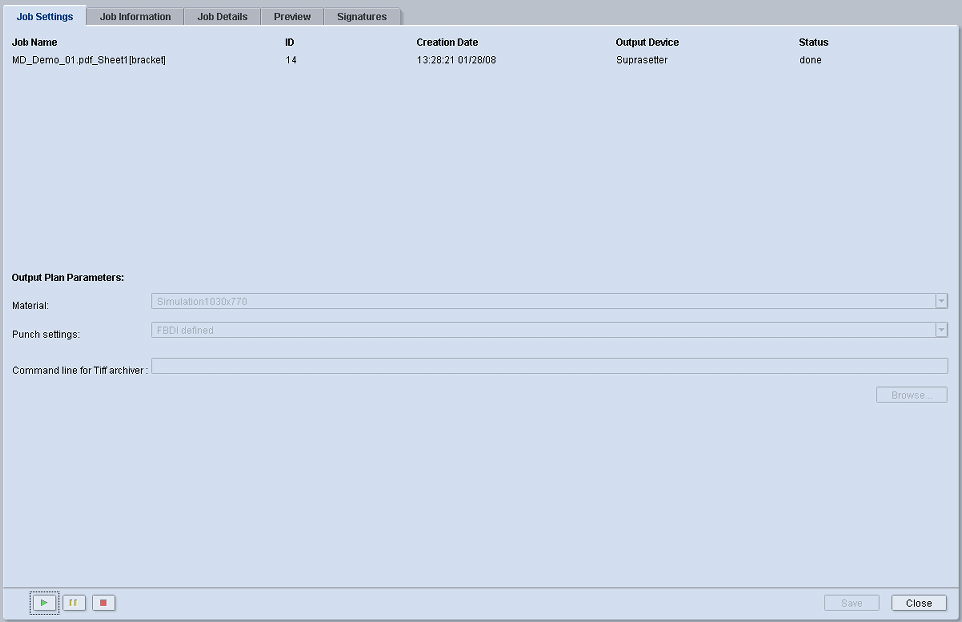 Job Settings Job Information Job Details Preview Signatures
Job Name ID Creation Date Output Device Status
MD_Demo_01.pdf_Sheet1[bracket] 14 13:28:21 01/28/08 Suprasetter done
Output Plan Parameters:
Material: Simulation1030x770
Punch settings: FBDI defined
Command line for Tiff archiver :
Browse...
Save Close